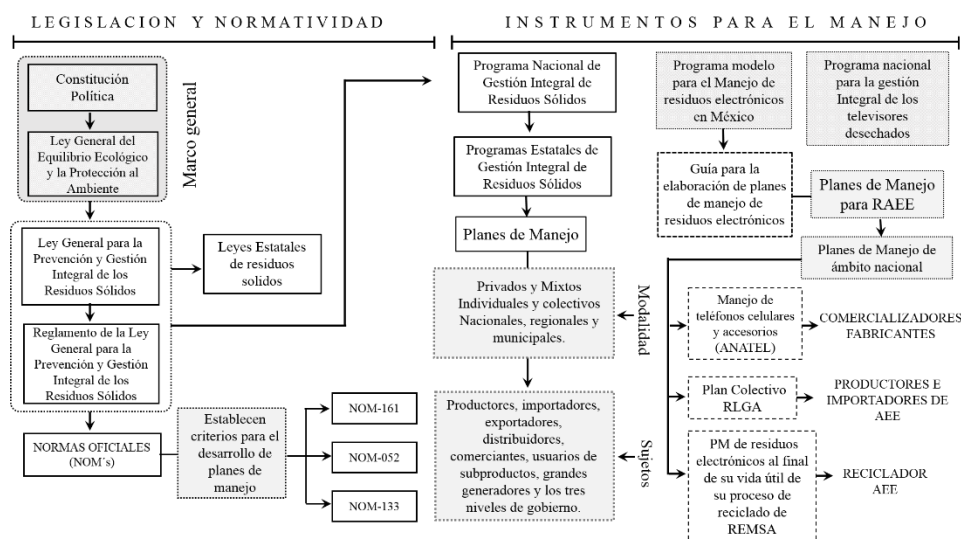 LEGISLACION Y NORMATIVIDAD
Constitución
Política
Ley General del
Equilibrio Ecológico
y la Protección al
Ambiente
Marco general
Ley General para la
Prevención y Gestión
Integral de los
Residuos Sólidos
Leyes Estatales
de residuos
solidos
Reglamento de la Ley
General para la
Prevención y Gestión
Integral de los
Residuos Sólidos
NORMAS OFICIALES
(NOM´s)
Establecen
criterios para el
desarrollo de
planes de
manejo
NOM-161
NOM-052
NOM-133
INSTRUMENTOS PARA EL MANEJO
Programa Nacional de
Gestión Integral de
Residuos Sólidos
Programas Estatales de
Gestión Integral de
Residuos Sólidos
Planes de Manejo
Privados y Mixtos
Individuales y colectivos
Nacionales, regionales y
municipales.
Modalidad
Productores, importadores,
exportadores,
distribuidores,
comerciantes, usuarios de
subproductos, grandes
generadores y los tres
niveles de gobierno.
Sujetos
Programa modelo
para el Manejo de
residuos electrónicos
en México
Programa nacional
para la gestión
Integral de los
televisores
desechados
Guía para la
elaboración de planes
de manejo de
residuos electrónicos
Planes de Manejo
para RAEE
Planes de Manejo de
ámbito nacional
Manejo de
teléfonos celulares
y accesorios
(ANATEL)
COMERCIALIZADORES
FABRICANTES
Plan Colectivo
RLGA
PRODUCTORES E
IMPORTADORES DE
AEE
PM de residuos
electrónicos al final
de su vida útil de
su proceso de
reciclado de
REMSA
RECICLADOR
AEE